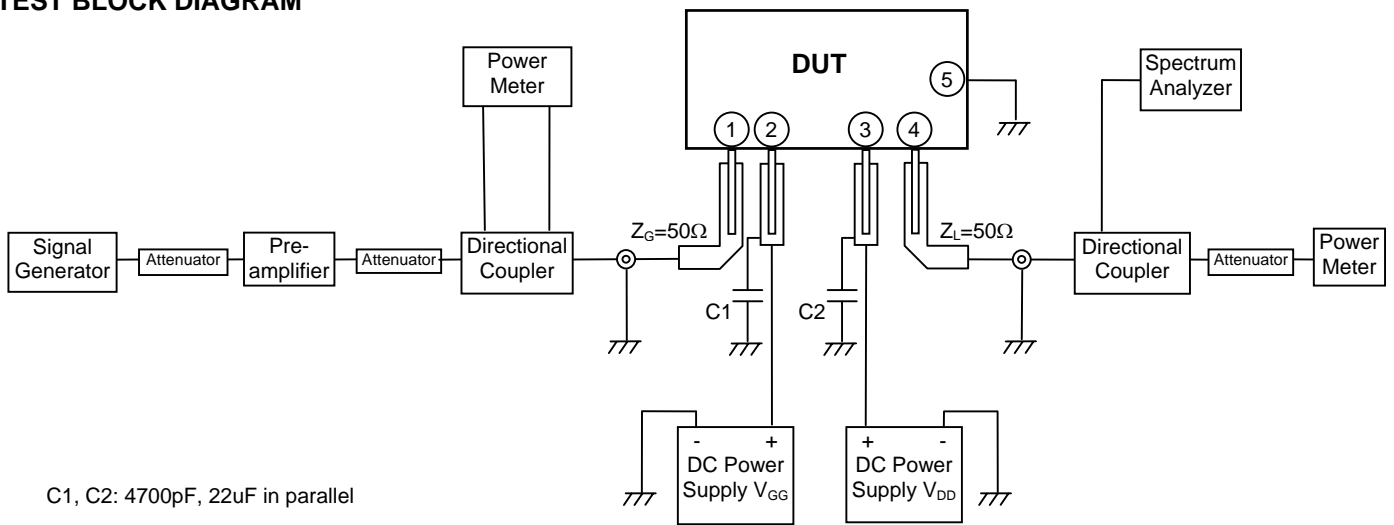 TEST BLOCK DIAGRAM
DUT
Power
Meter
5
Spectrum
Analyzer
1
2
3
4
Z_G=50Ω
Z_L=50Ω
Signal
Generator
Attenuator
Pre-
amplifier
Attenuator
Directional
Coupler
Directional
Coupler
Attenuator
Power
Meter
C1
C2
- +
DC Power
Supply V_GG
+ -
DC Power
Supply V_DD
C1, C2: 4700pF, 22uF in parallel